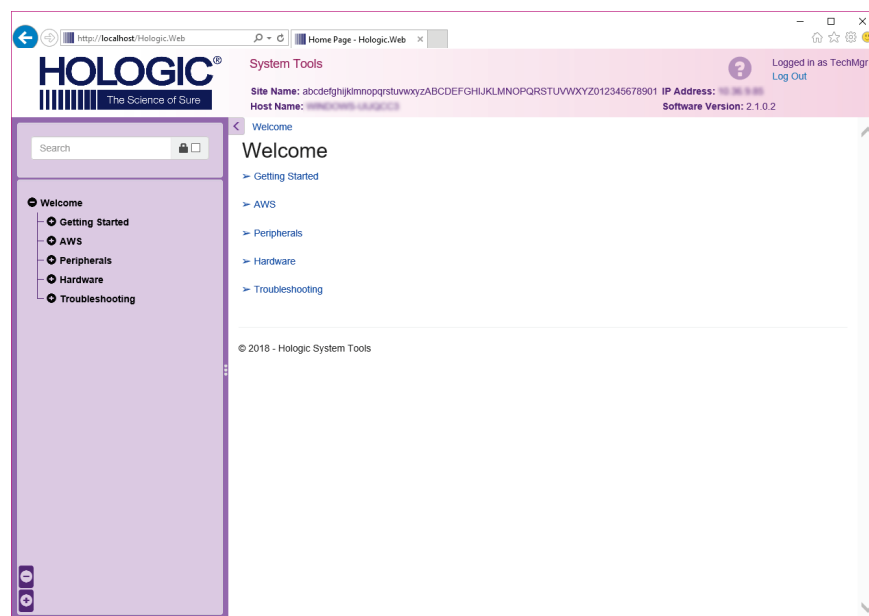 http://localhost/Hologic.Web
Home Page - Hologic.Web
HOLOGIC®
The Science of Sure
System Tools
Logged in as TechMgr
Log Out
Site Name: abcdefghijklmnopqrstuvwxyzABCDEFGHIJKLMNOPQRSTUVWXYZ012345678901 IP Address:
Host Name: Software Version: 2.1.0.2
Search
Welcome
Getting Started
AWS
Peripherals
Hardware
Troubleshooting
Welcome
Welcome
➢ Getting Started
➢ AWS
➢ Peripherals
➢ Hardware
➢ Troubleshooting
© 2018 - Hologic System Tools